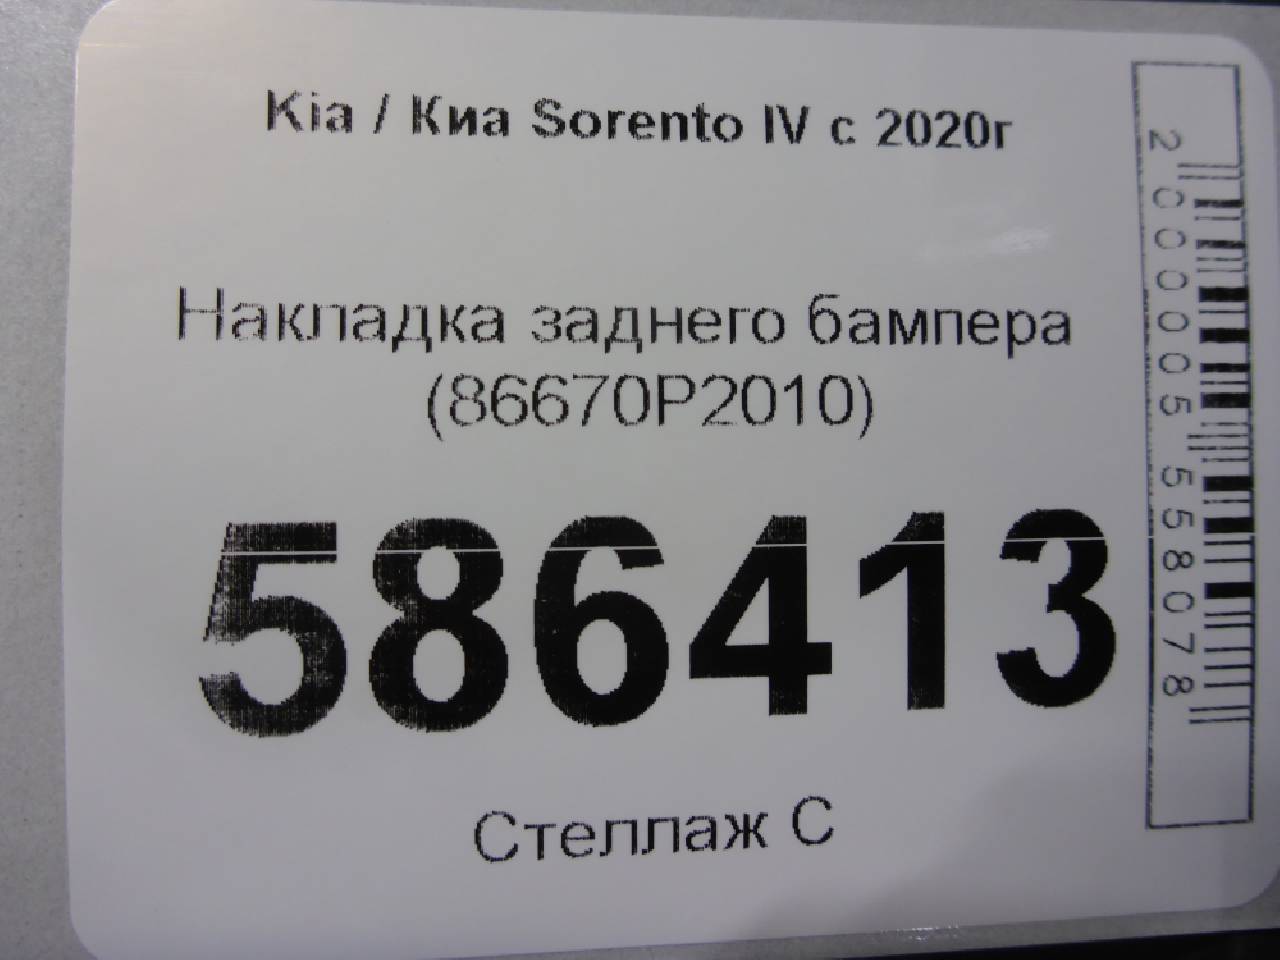 Kia / Киа Sorento IV с 2020г
Накладка заднего бампера
(86670P2010)
586413
Стеллаж С
2000005558078